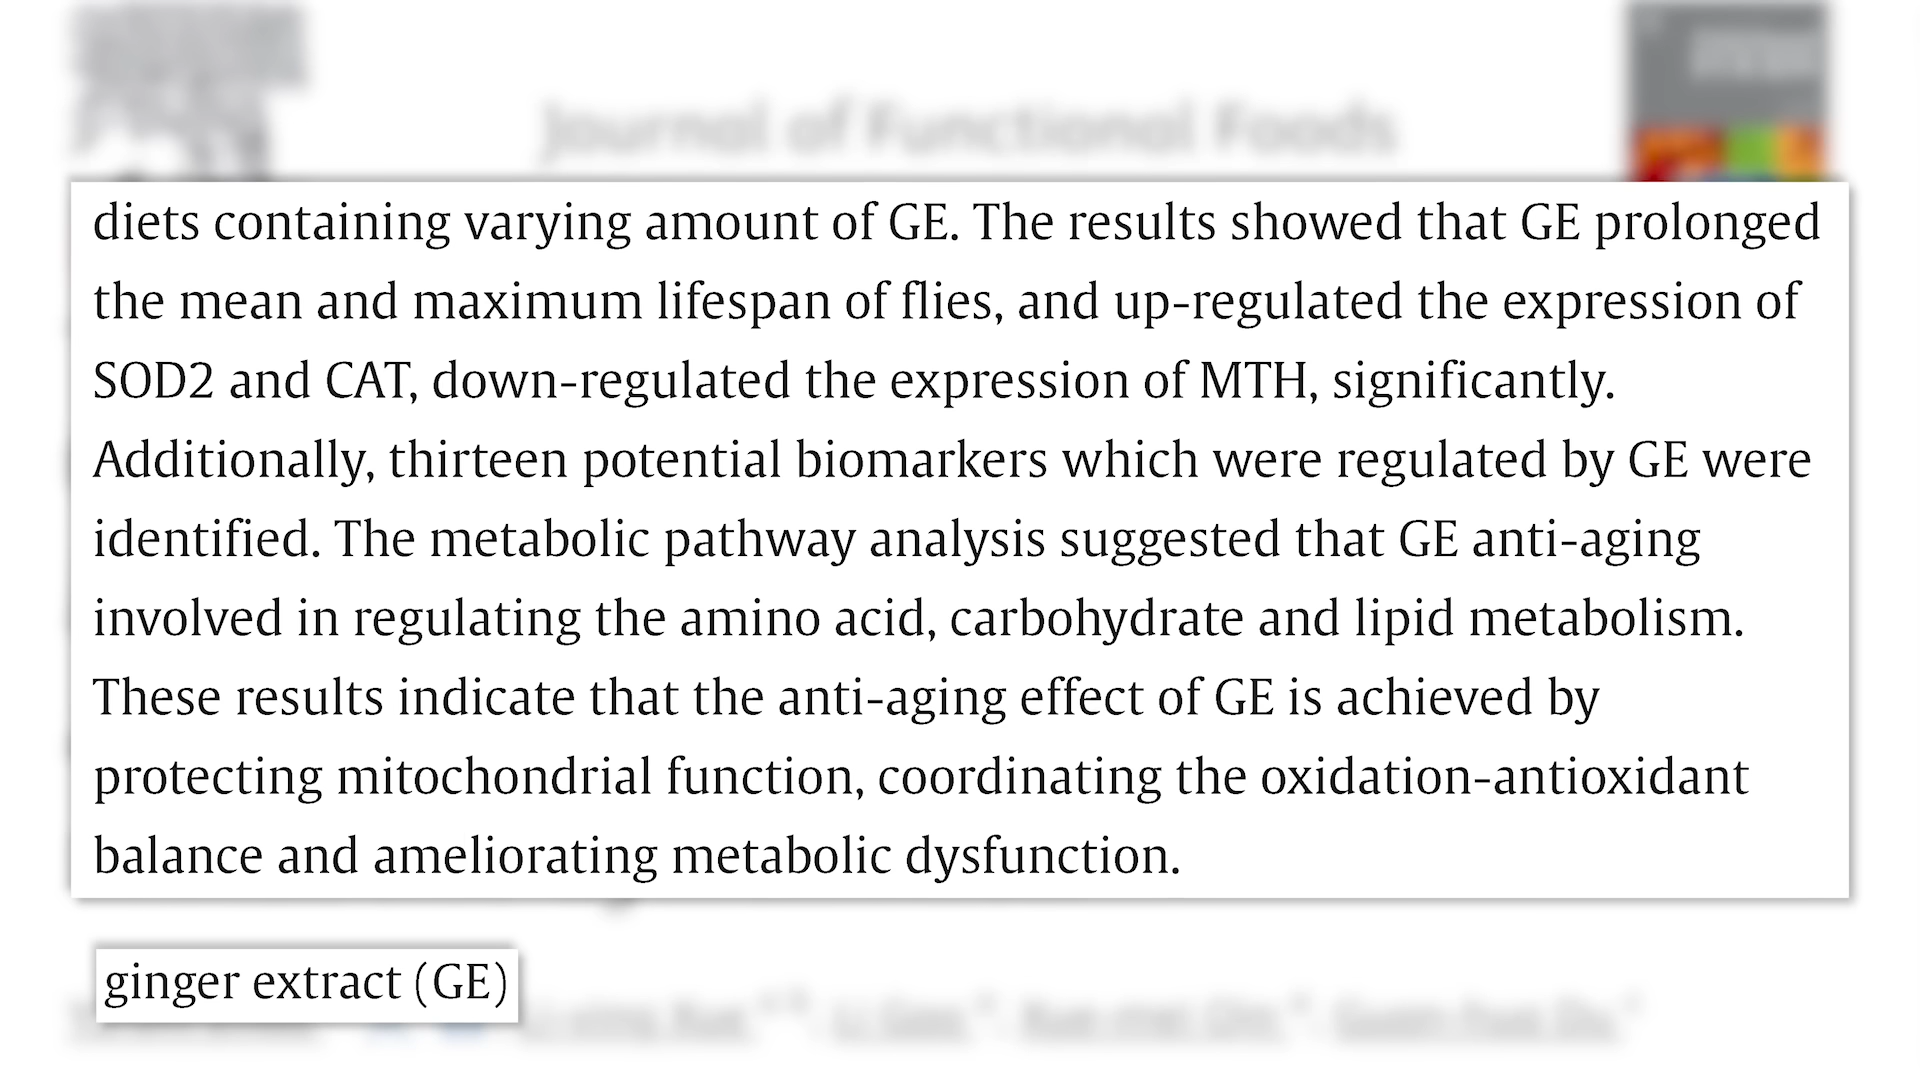 Journal of Functional Foods
diets containing varying amount of GE. The results showed that GE prolonged
the mean and maximum lifespan of flies, and up-regulated the expression of
SOD2 and CAT, down-regulated the expression of MTH, significantly.
Additionally, thirteen potential biomarkers which were regulated by GE were
identified. The metabolic pathway analysis suggested that GE anti-aging
involved in regulating the amino acid, carbohydrate and lipid metabolism.
These results indicate that the anti-aging effect of GE is achieved by
protecting mitochondrial function, coordinating the oxidation-antioxidant
balance and ameliorating metabolic dysfunction.
ginger extract (GE)